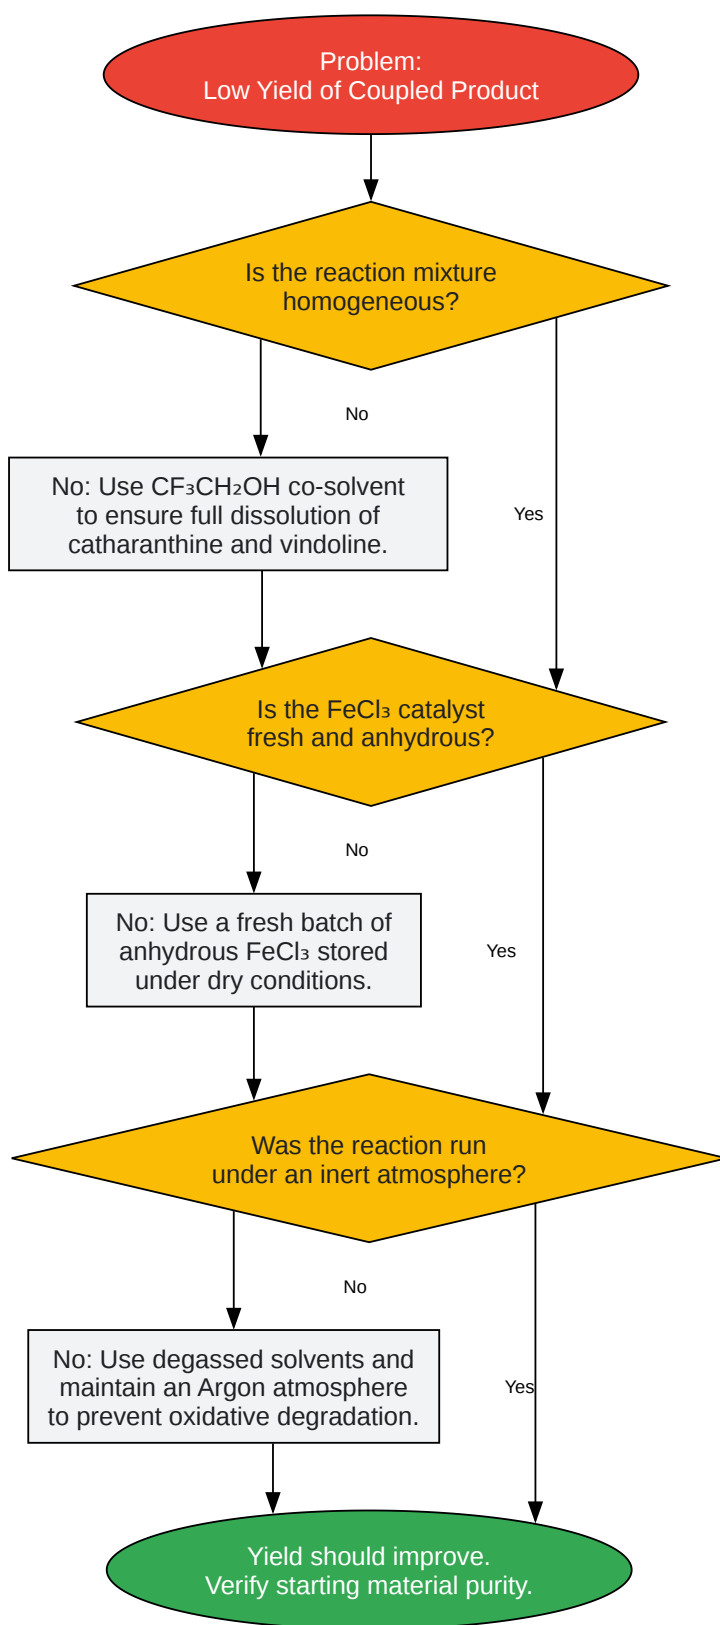 Problem:
Low Yield of Coupled Product
Is the reaction mixture
homogeneous?
No
No: Use CF₃CH₂OH co-solvent
to ensure full dissolution of
catharanthine and vindoline.
Yes
Is the FeCl₃ catalyst
fresh and anhydrous?
No
No: Use a fresh batch of
anhydrous FeCl₃ stored
under dry conditions.
Yes
Was the reaction run
under an inert atmosphere?
No
No: Use degassed solvents and
maintain an Argon atmosphere
to prevent oxidative degradation.
Yes
Yield should improve.
Verify starting material purity.